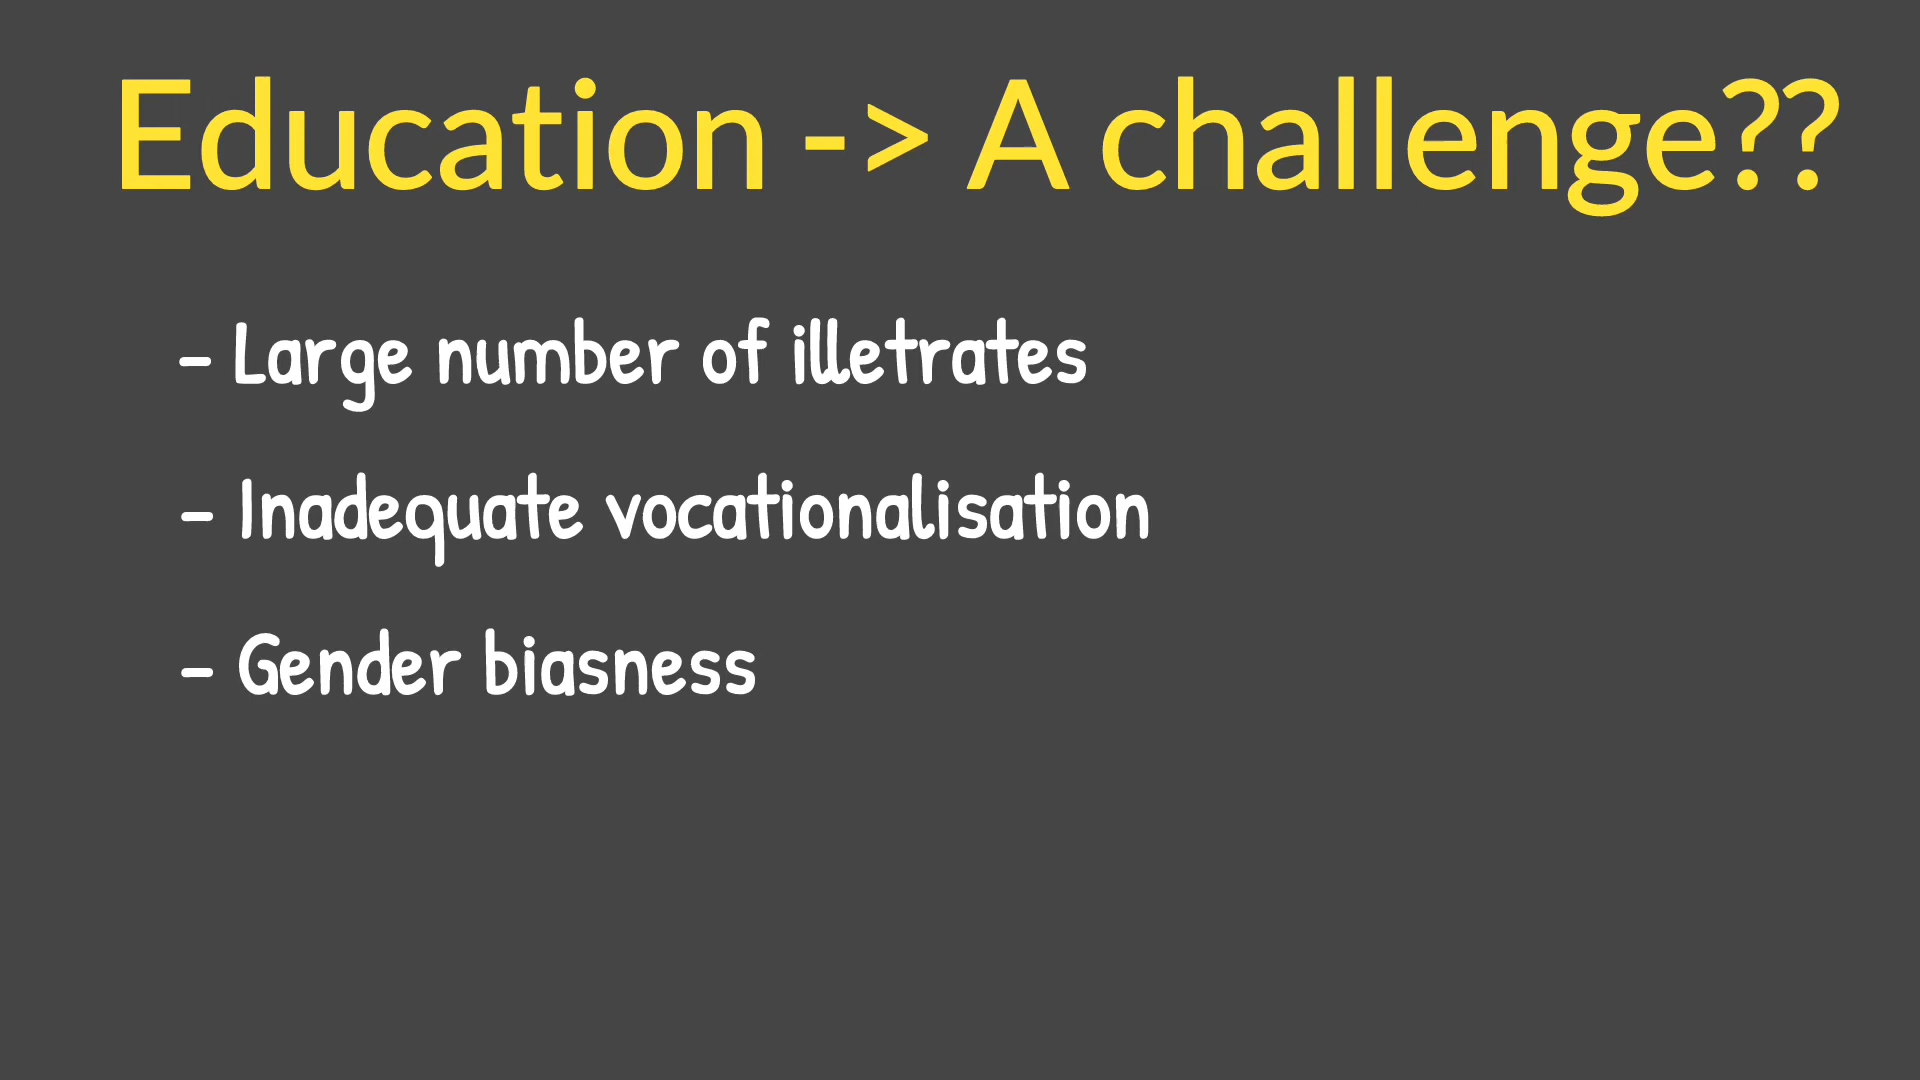 Education -> A challenge??
- Large number of illetrates
- Inadequate vocationalisation
- Gender biasness